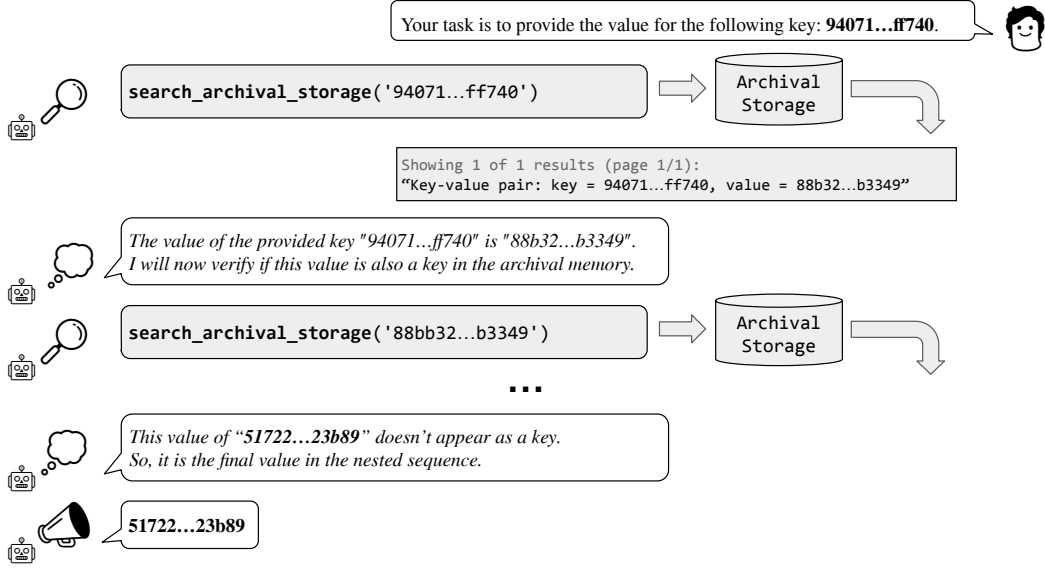 Your task is to provide the value for the following key: 94071...ff740.
search_archival_storage('94071...ff740')
Archival
Storage
Showing 1 of 1 results (page 1/1):
“Key-value pair: key = 94071...ff740, value = 88b32...b3349”
The value of the provided key "94071...ff740" is "88b32...b3349".
I will now verify if this value is also a key in the archival memory.
search_archival_storage('88bb32...b3349')
Archival
Storage
...
This value of “51722...23b89” doesn't appear as a key.
So, it is the final value in the nested sequence.
51722...23b89